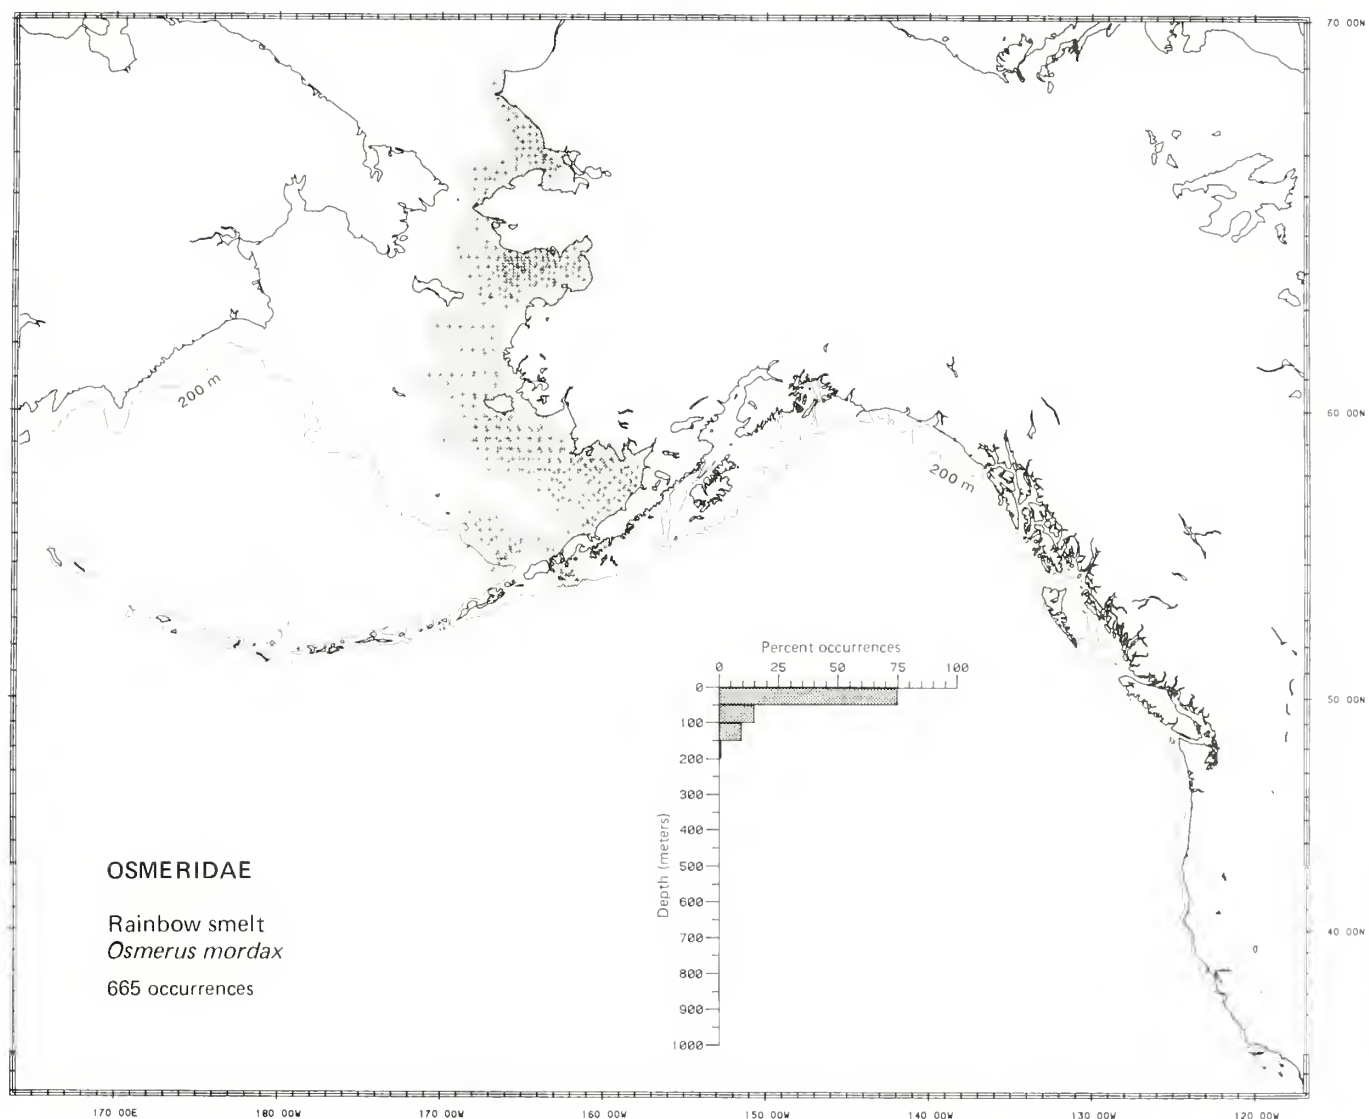 70 00N
200 m
60 00N
200 m
Percent occurrences
0 25 50 75 100
0
50 00N
100
200
300
400
Depth (meters)
500
600
700
800
900
1000
OSMERIDAE
40 00N
Rainbow smelt
Osmerus mordax
665 occurrences
170 00E 180 00W 170 00W 160 00W 150 00W 140 00W 130 00W 120 00W